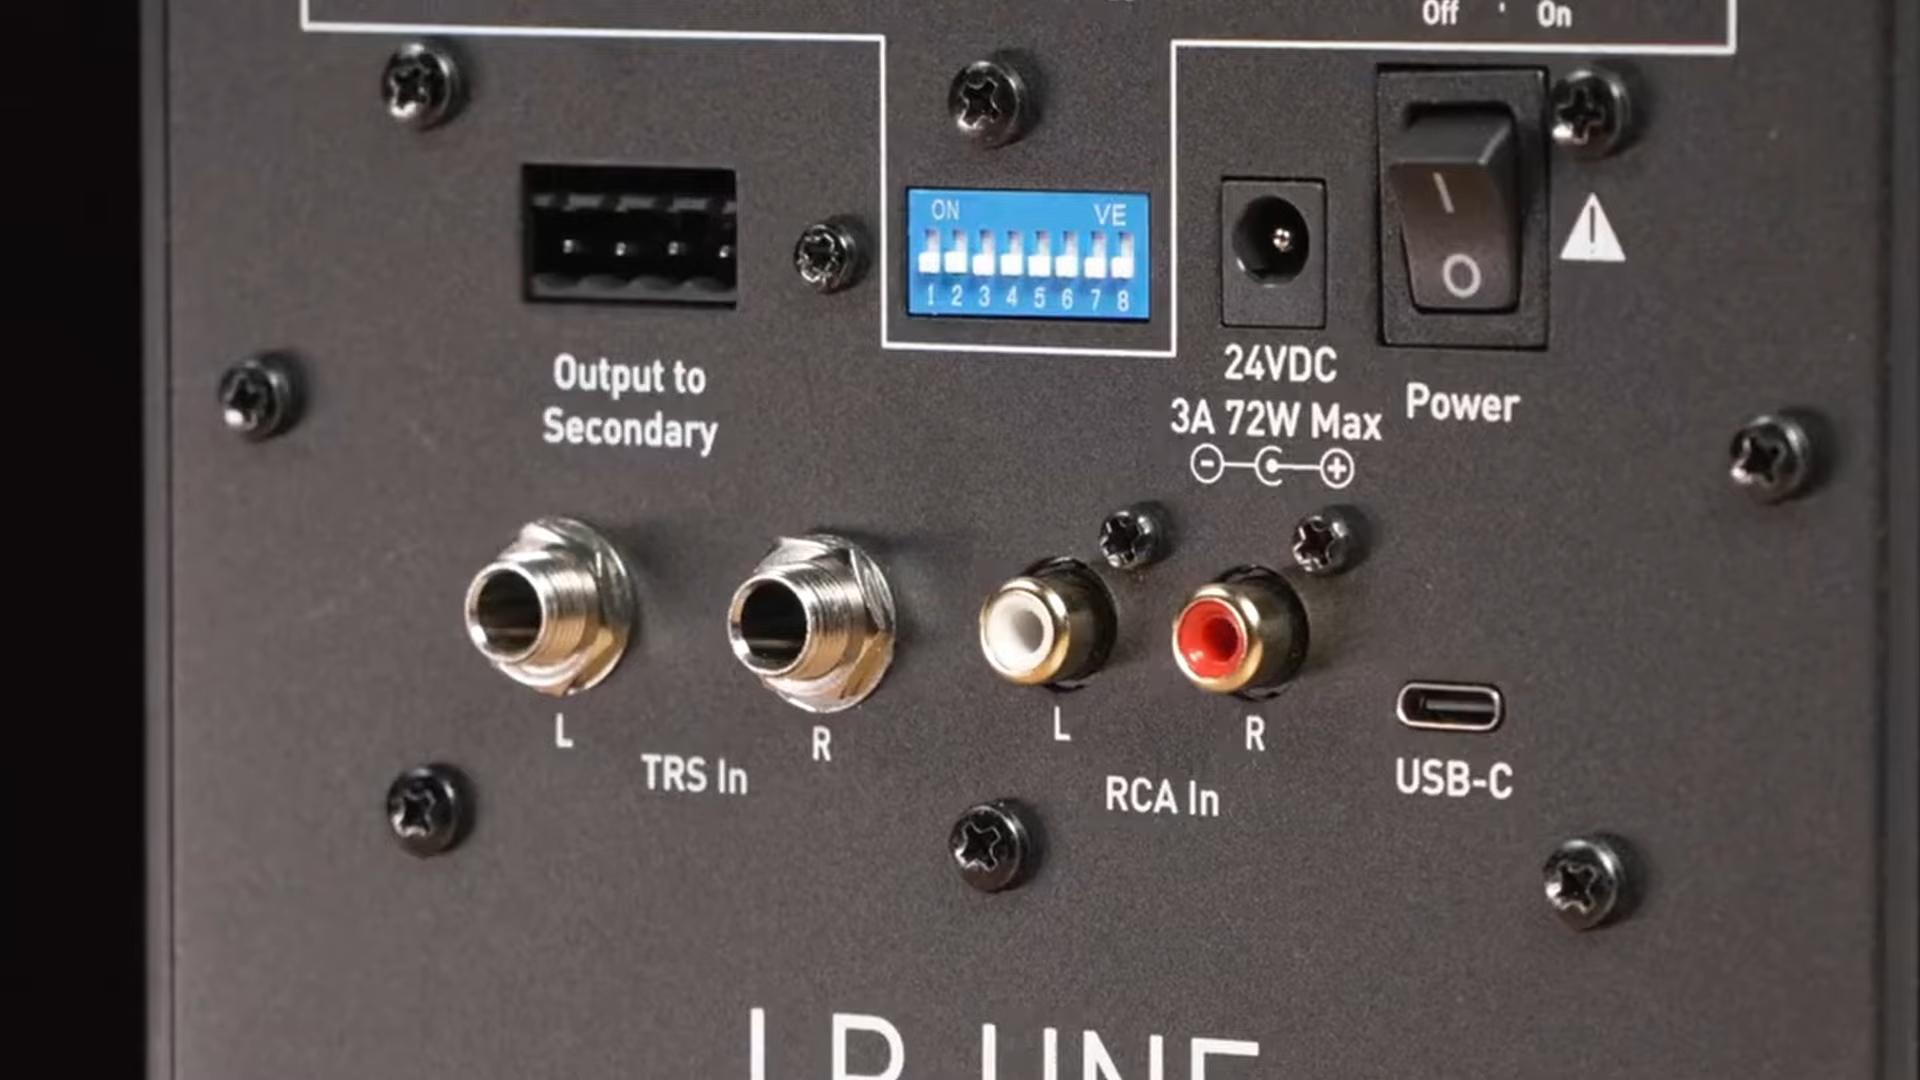 Off On
ON VE
1 2 3 4 5 6 7 8
Output to
Secondary
24VDC
3A 72W Max
Power
L R
TRS In
L R
RCA In
USB-C